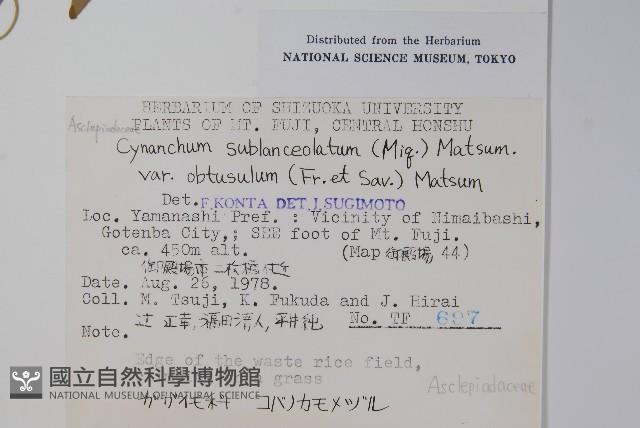 Distributed from the Herbarium
NATIONAL SCIENCE MUSEUM, TOKYO
HERBARIUM OF SHIZUOKA UNIVERSITY
Asclepiadaceae
PLANTS OF MT. FUJI, CENTRAL HONSHU
Cynanchum sublanceolatum (Miq.) Matsum.
var. obtusulum (Fr. et Sav.) Matsum
Det. F. KONTA DET. J. SUGIMOTO
Loc. Yamanashi Pref. : Vicinity of Nimaibashi,
Gotenba City,; SEE foot of Mt. Fuji.
ca. 450m alt. (Map 御殿場 44)
御殿場市二枚橋付近
Date. Aug. 26, 1978.
Coll. M. Tsuji, K. Fukuda and J. Hirai
辻 正幸, 福田清人, 平井純 No. TF 697
Note.
Edge of the waste rice field,
grass
Asclepiadaceae
國立自然科學博物館
NATIONAL MUSEUM OF NATURAL SCIENCE
ガガイモ科 コバノカモメヅル